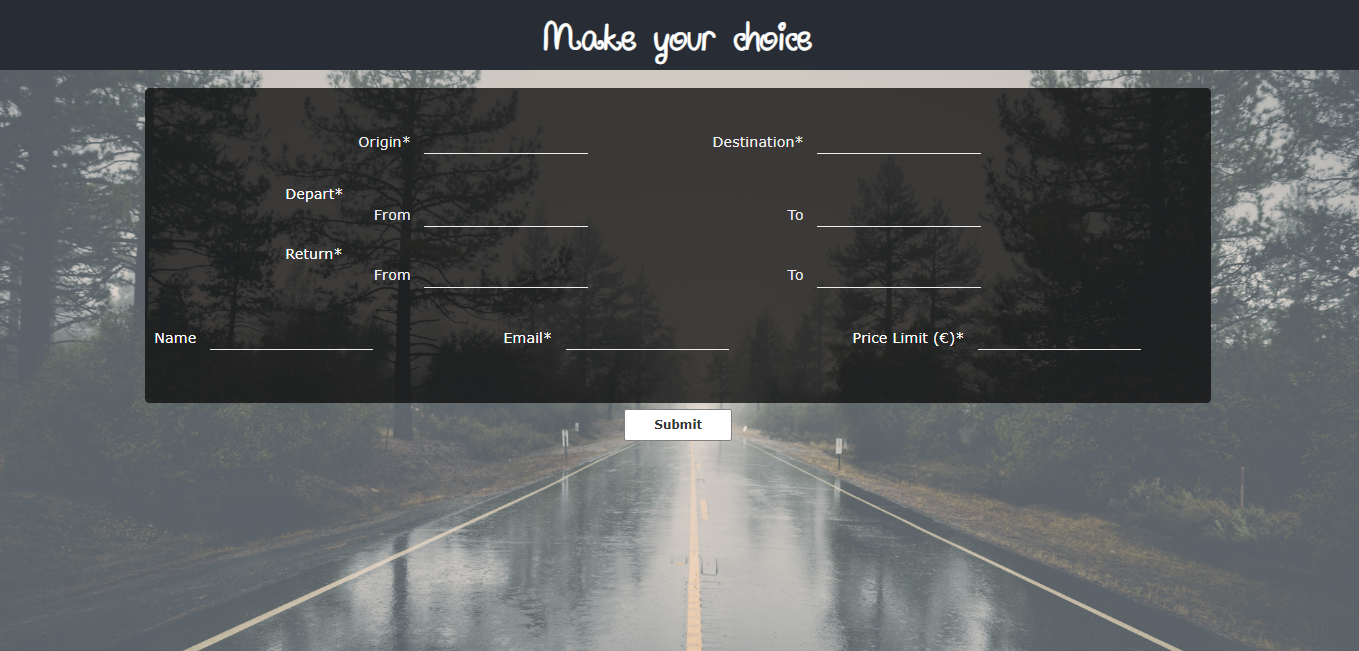 Make your choice
Origin* Destination*
Depart*
From To
Return*
From To
Name Email* Price Limit (€)*
Submit